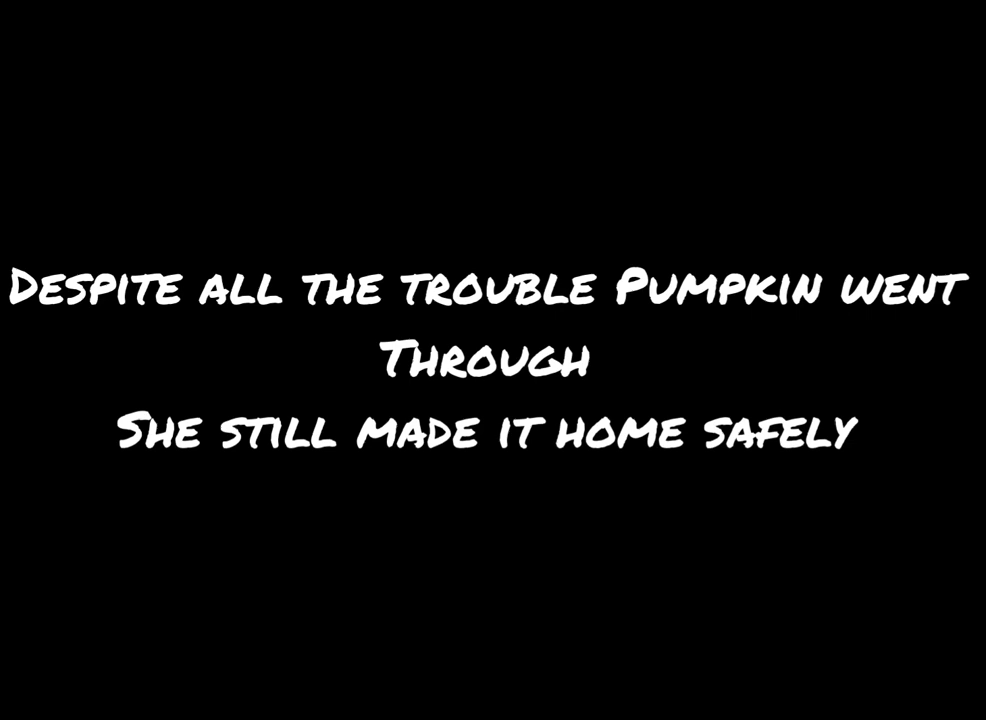 Despite all the trouble Pumpkin went
Through
She still made it home safely